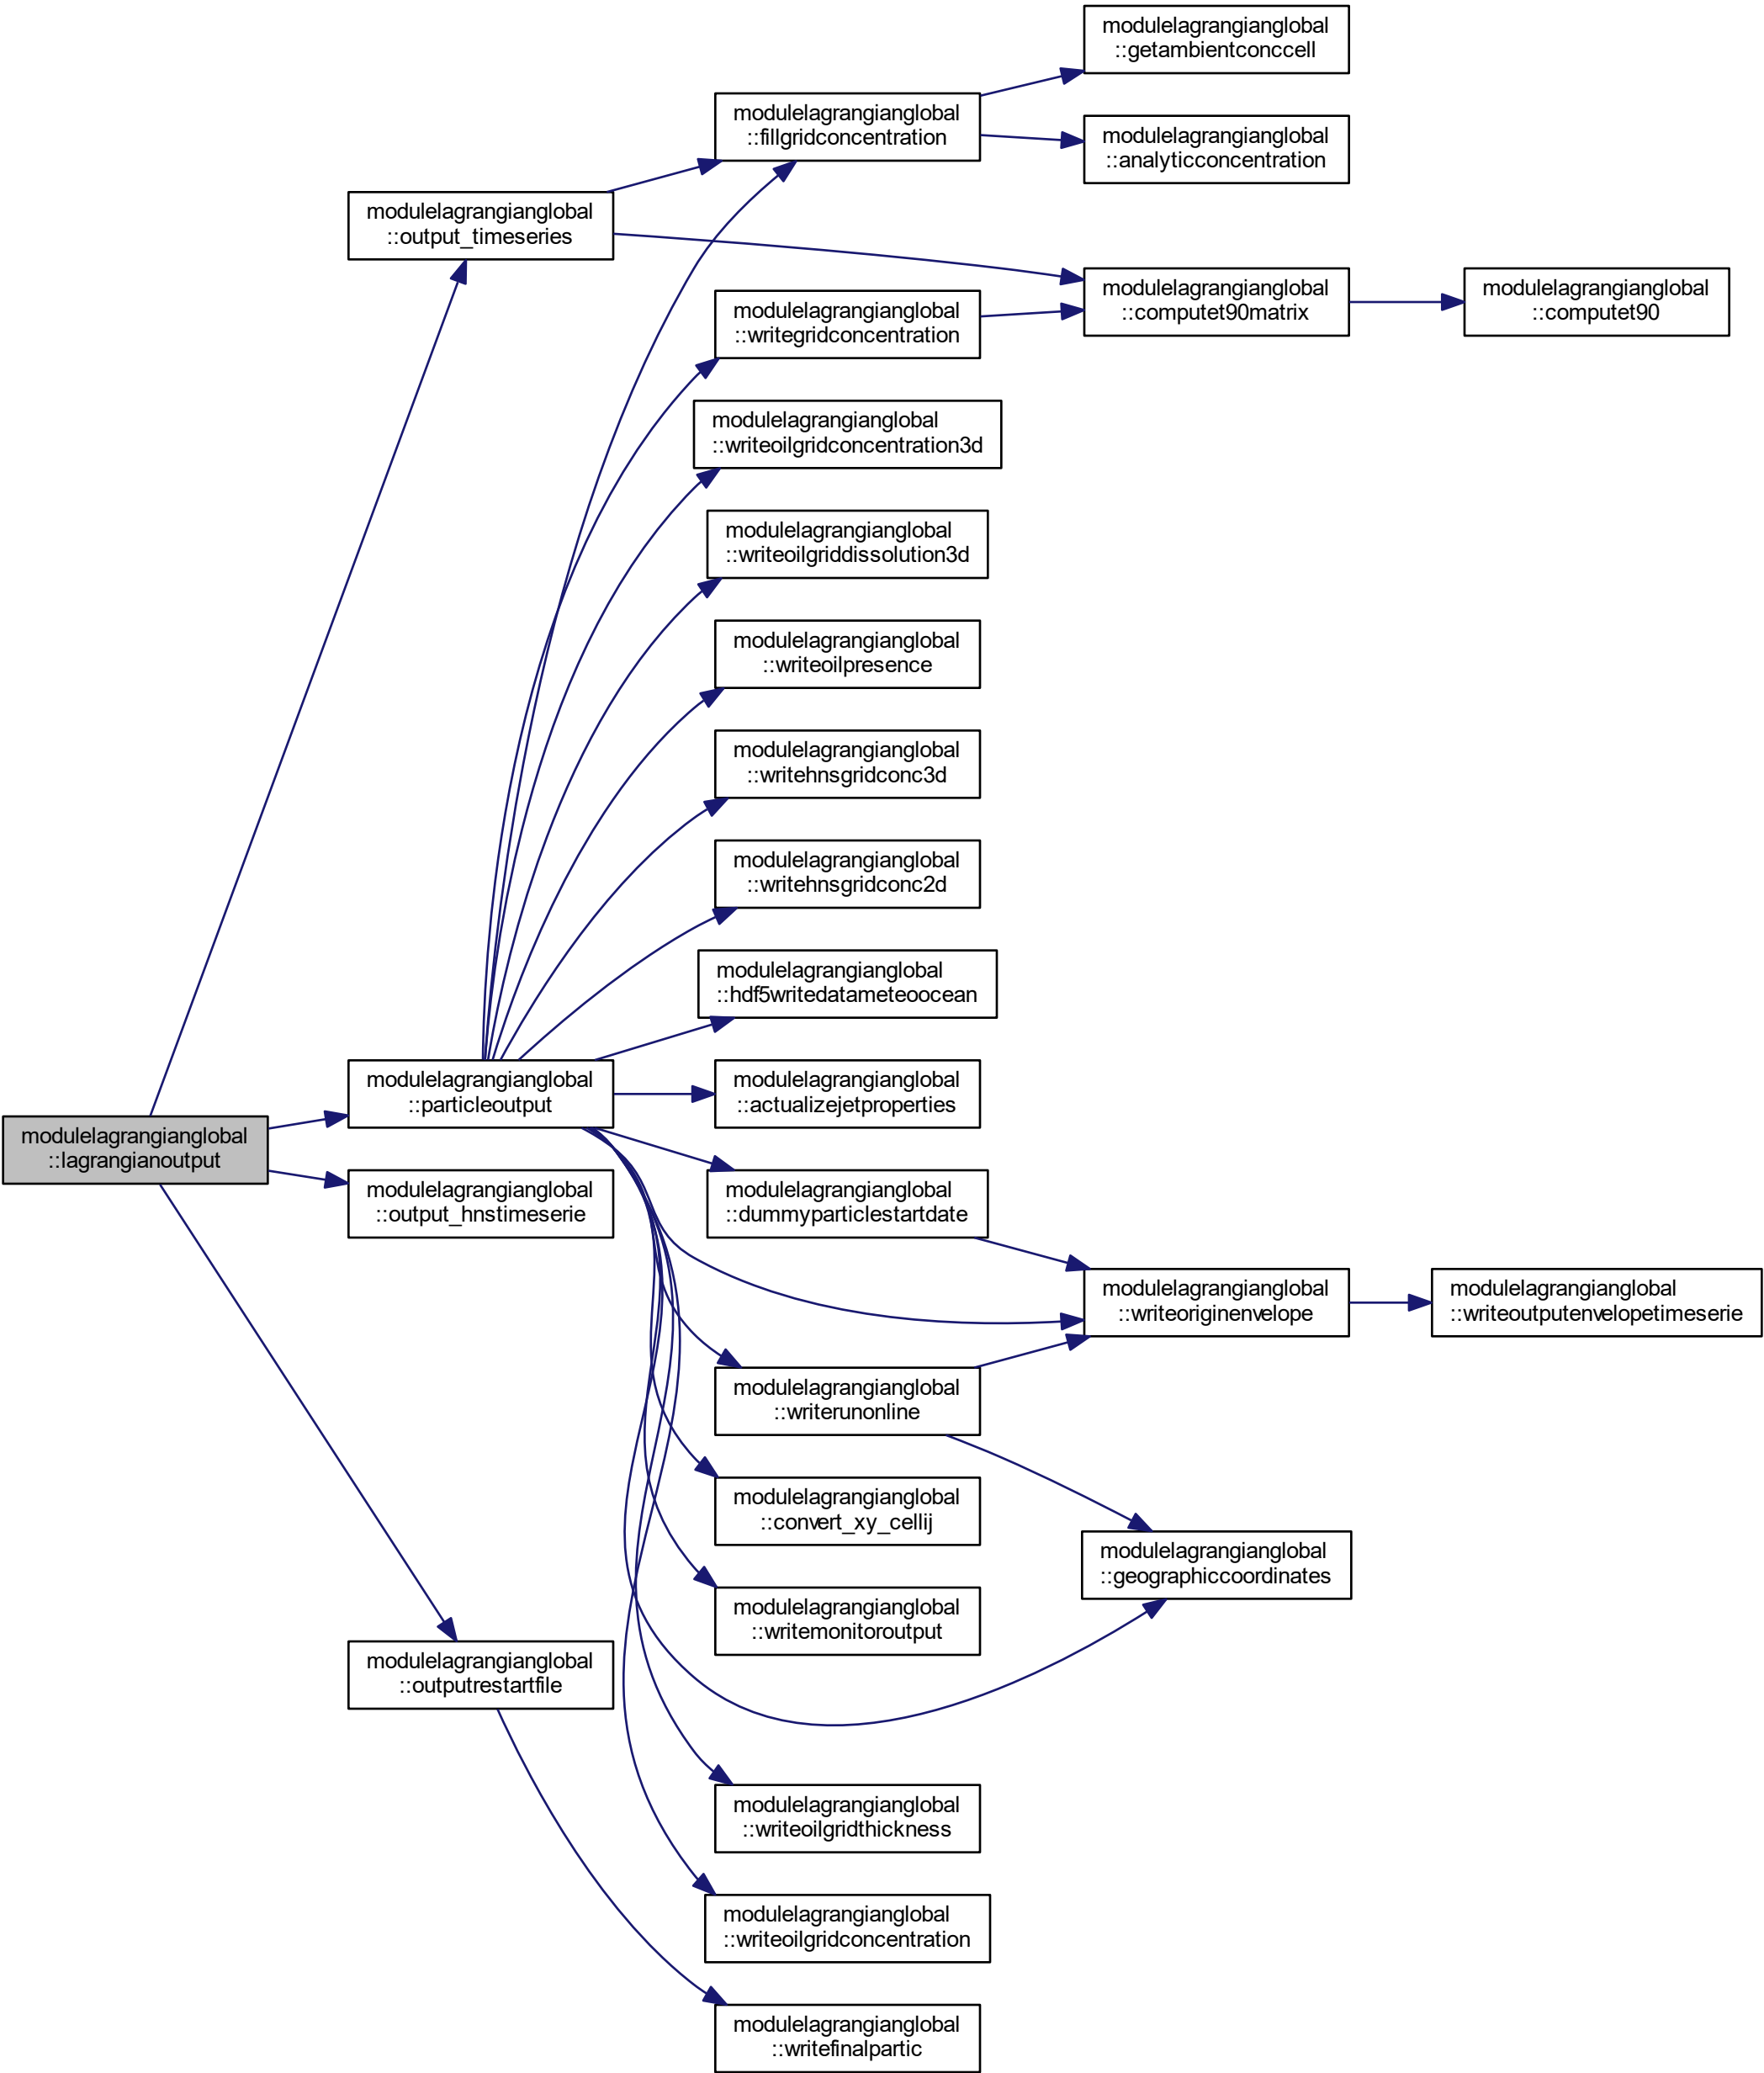 modulelagrangianglobal
::getambientconccell
modulelagrangianglobal
::fillgridconcentration
modulelagrangianglobal
::analyticconcentration
modulelagrangianglobal
::output_timeseries
modulelagrangianglobal
::computet90matrix
modulelagrangianglobal
::computet90
modulelagrangianglobal
::writegridconcentration
modulelagrangianglobal
::writeoilgridconcentration3d
modulelagrangianglobal
::writeoilgriddissolution3d
modulelagrangianglobal
::writeoilpresence
modulelagrangianglobal
::writehnsgridconc3d
modulelagrangianglobal
::writehnsgridconc2d
modulelagrangianglobal
::hdf5writedatameteoocean
modulelagrangianglobal
::particleoutput
modulelagrangianglobal
::actualizejetproperties
modulelagrangianglobal
::lagrangianoutput
modulelagrangianglobal
::output_hnstimeserie
modulelagrangianglobal
::dummyparticlestartdate
modulelagrangianglobal
::writeoriginenvelope
modulelagrangianglobal
::writeoutputenvelopetimeserie
modulelagrangianglobal
::writerunonline
modulelagrangianglobal
::convert_xy_cellij
modulelagrangianglobal
::geographiccoordinates
modulelagrangianglobal
::writemonitoroutput
modulelagrangianglobal
::outputrestartfile
modulelagrangianglobal
::writeoilgridthickness
modulelagrangianglobal
::writeoilgridconcentration
modulelagrangianglobal
::writefinalpartic